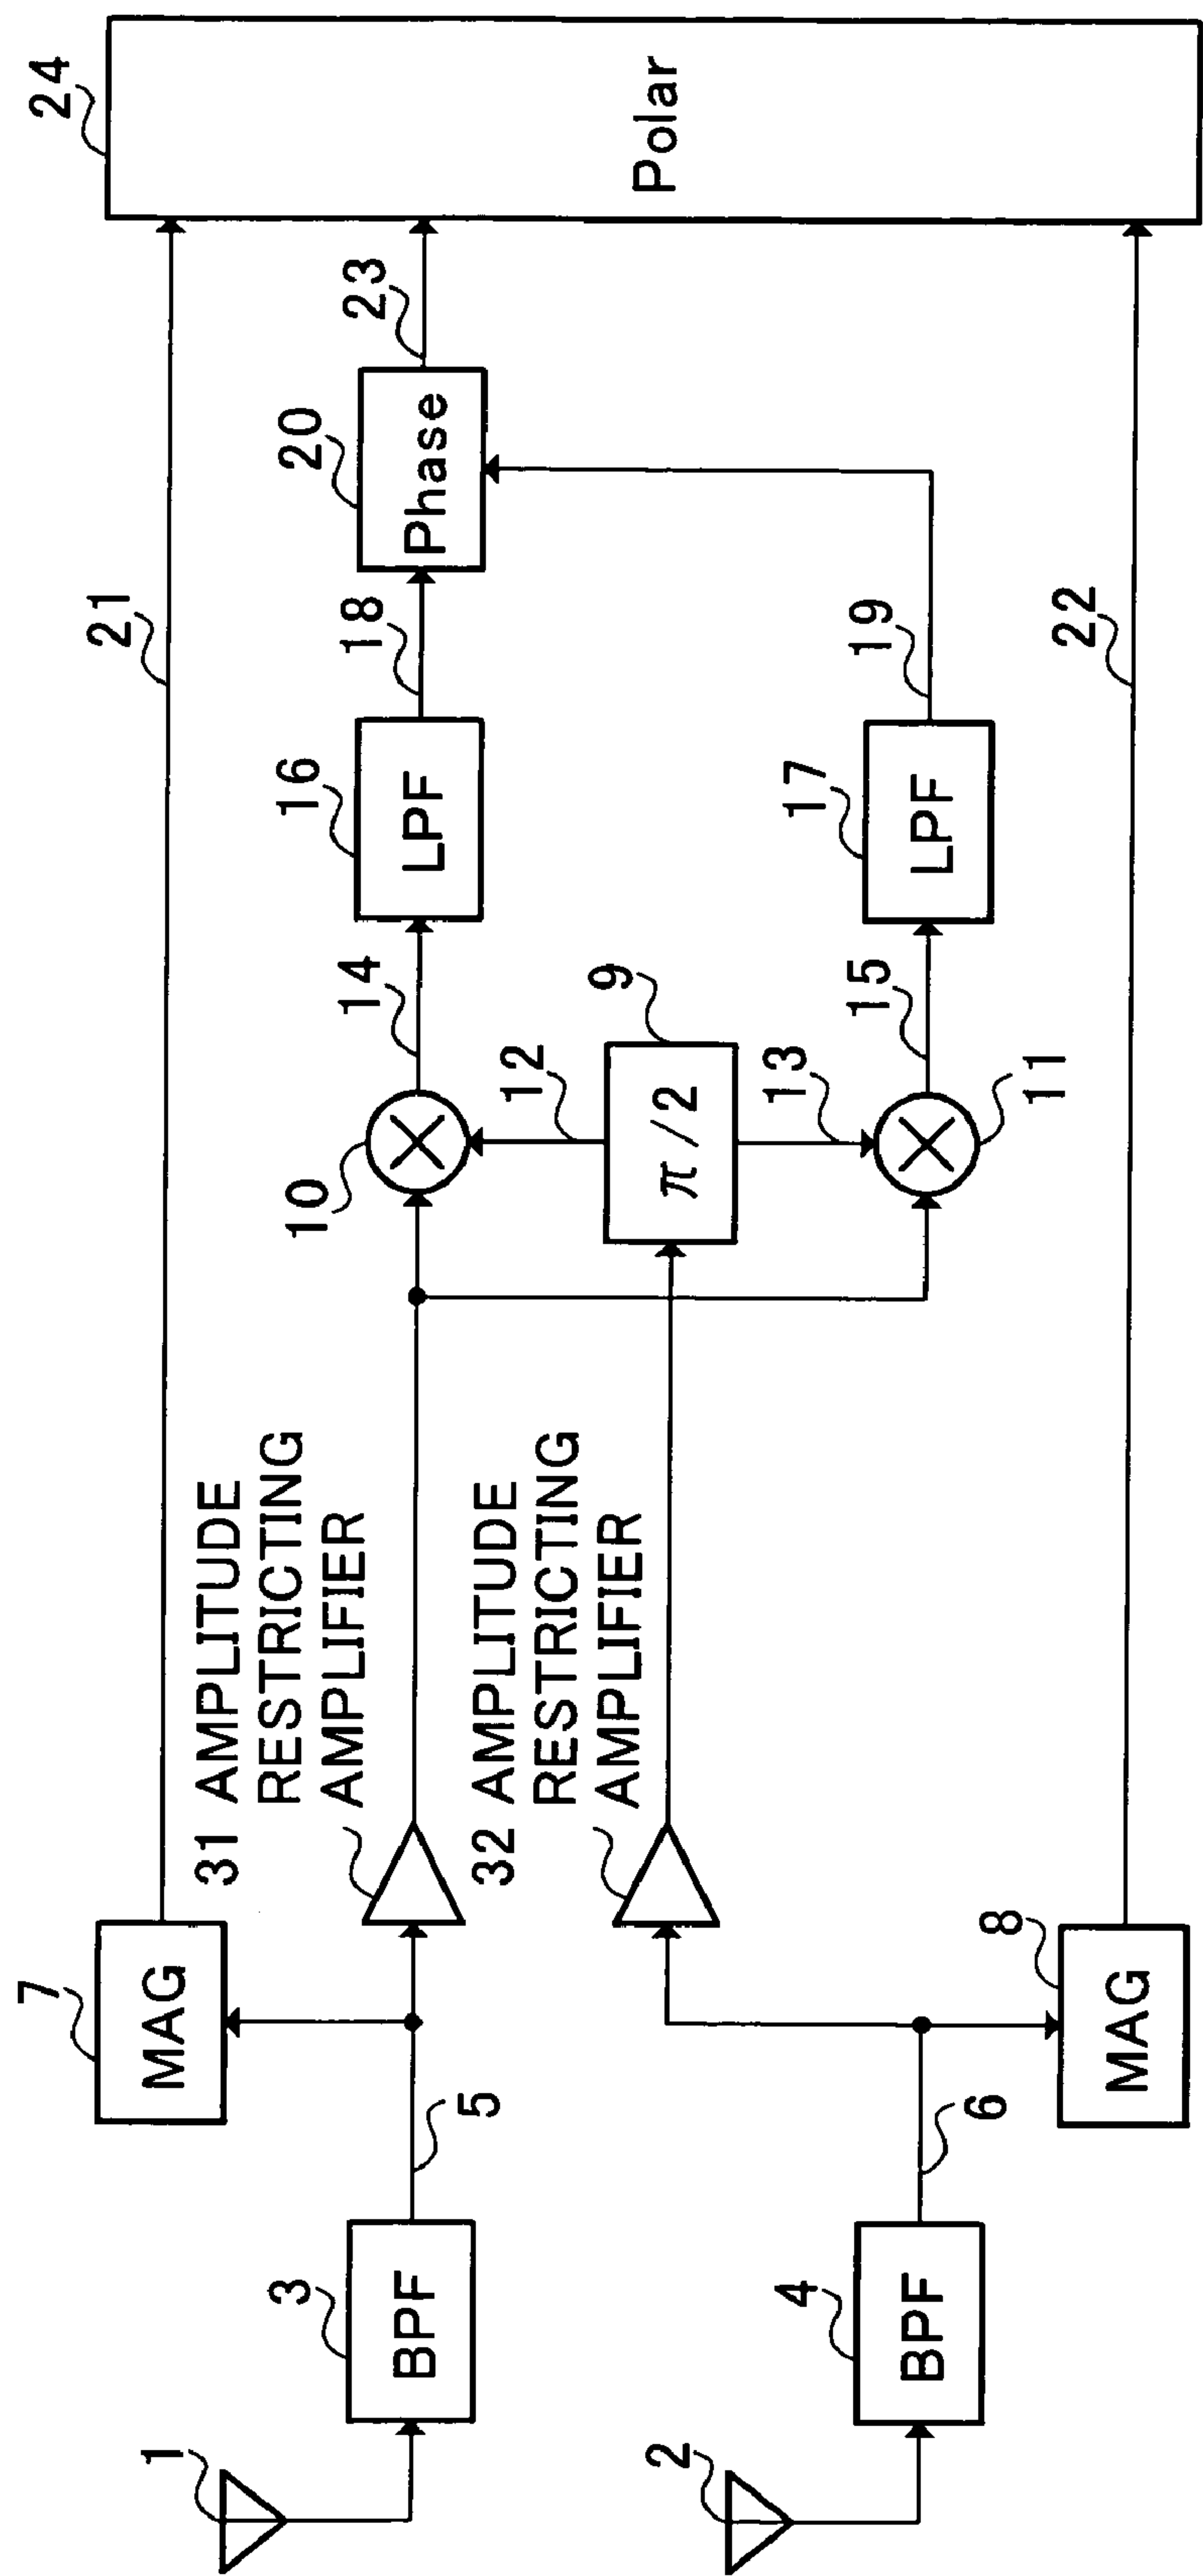 24
Polar
21
23
20
Phase
7
MAG
31 AMPLITUDE
RESTRICTING
AMPLIFIER
10
14
16
LPF
18
1
3
BPF
5
32 AMPLITUDE
RESTRICTING
AMPLIFIER
12
9
π/2
13
11
15
17
LPF
19
2
4
BPF
6
8
MAG
22